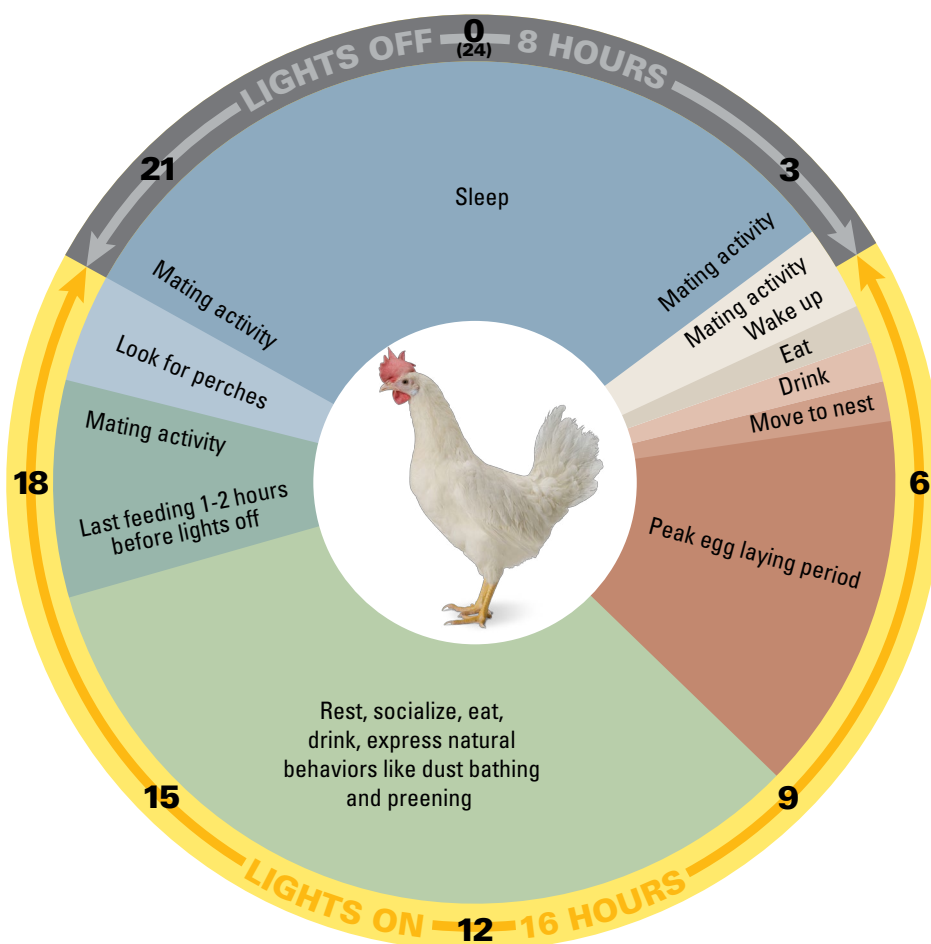 LIGHTS OFF
0
(24)
8 HOURS
21
3
Sleep
Mating activity
Mating activity
Mating activity
Wake up
Look for perches
Eat
Drink
Move to nest
Mating activity
18
6
Last feeding 1-2 hours
before lights off
Peak egg laying period
Rest, socialize, eat,
drink, express natural
behaviors like dust bathing
and preening
15
9
LIGHTS ON
12
16 HOURS